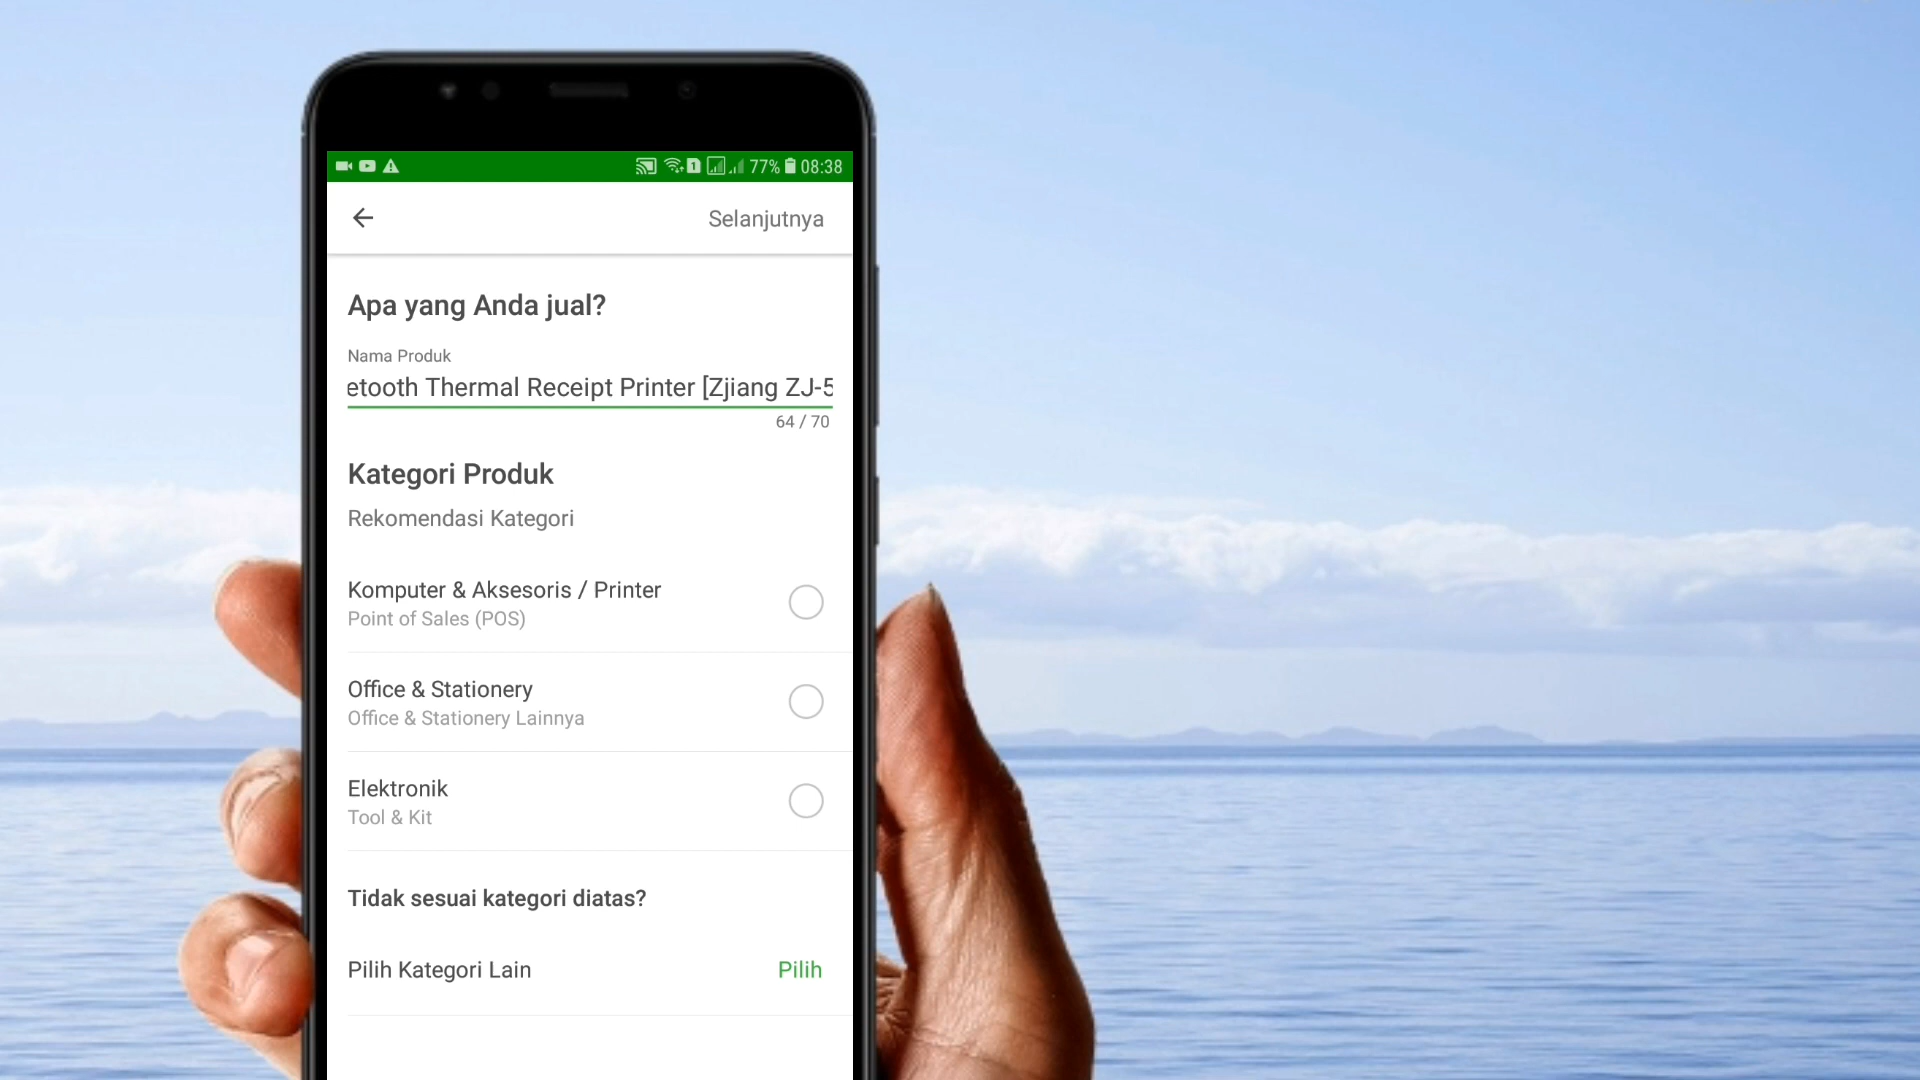 77% 08:38
Selanjutnya
Apa yang Anda jual?
Nama Produk
etooth Thermal Receipt Printer [Zjiang ZJ-5
64 / 70
Kategori Produk
Rekomendasi Kategori
Komputer & Aksesoris / Printer
Point of Sales (POS)
Office & Stationery
Office & Stationery Lainnya
Elektronik
Tool & Kit
Tidak sesuai kategori diatas?
Pilih Kategori Lain
Pilih